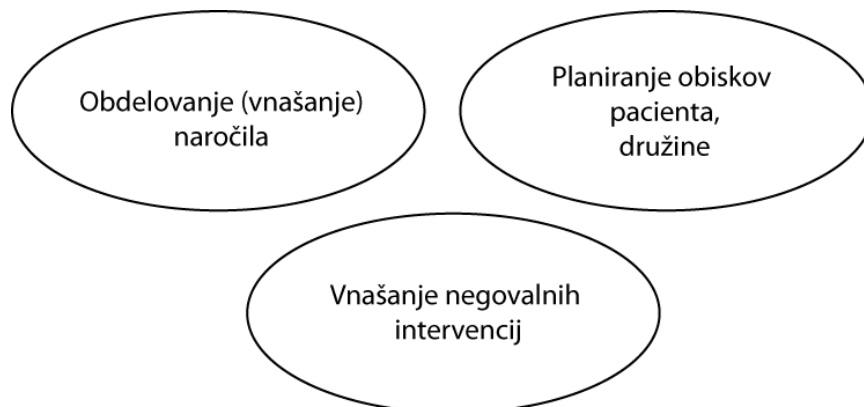 Obdelovanje (vnašanje)
naročila
Planiranje obiskov
pacienta,
družine
Vnašanje negovalnih
intervencij